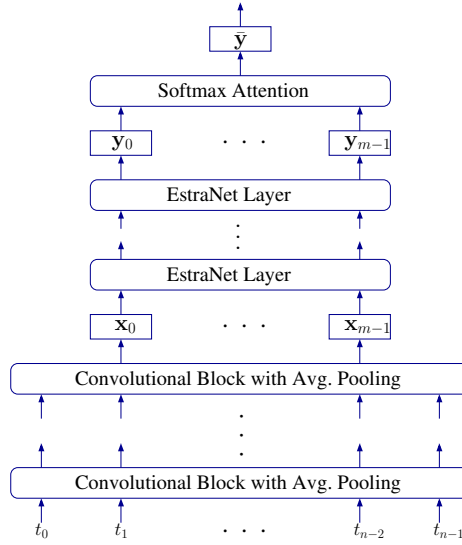 ȳ
Softmax Attention
y₀ . . . yₘ₋₁
EstraNet Layer
⋮
EstraNet Layer
x₀ . . . xₘ₋₁
Convolutional Block with Avg. Pooling
⋮
Convolutional Block with Avg. Pooling
t₀ t₁ . . . tₙ₋₂ tₙ₋₁